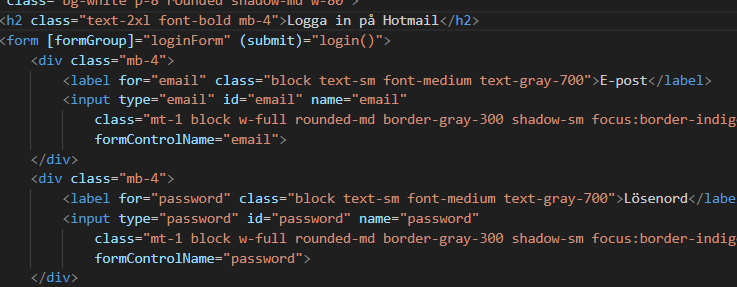 class="bg-white p-8 rounded shadow-md w-80">
<h2 class="text-2xl font-bold mb-4">Logga in på Hotmail</h2>
<form [formGroup]="loginForm" (submit)="login()">
<div class="mb-4">
<label for="email" class="block text-sm font-medium text-gray-700">E-post</label>
<input type="email" id="email" name="email"
class="mt-1 block w-full rounded-md border-gray-300 shadow-sm focus:border-indig
formControlName="email">
</div>
<div class="mb-4">
<label for="password" class="block text-sm font-medium text-gray-700">Lösenord</labe
<input type="password" id="password" name="password"
class="mt-1 block w-full rounded-md border-gray-300 shadow-sm focus:border-indig
formControlName="password">
</div>